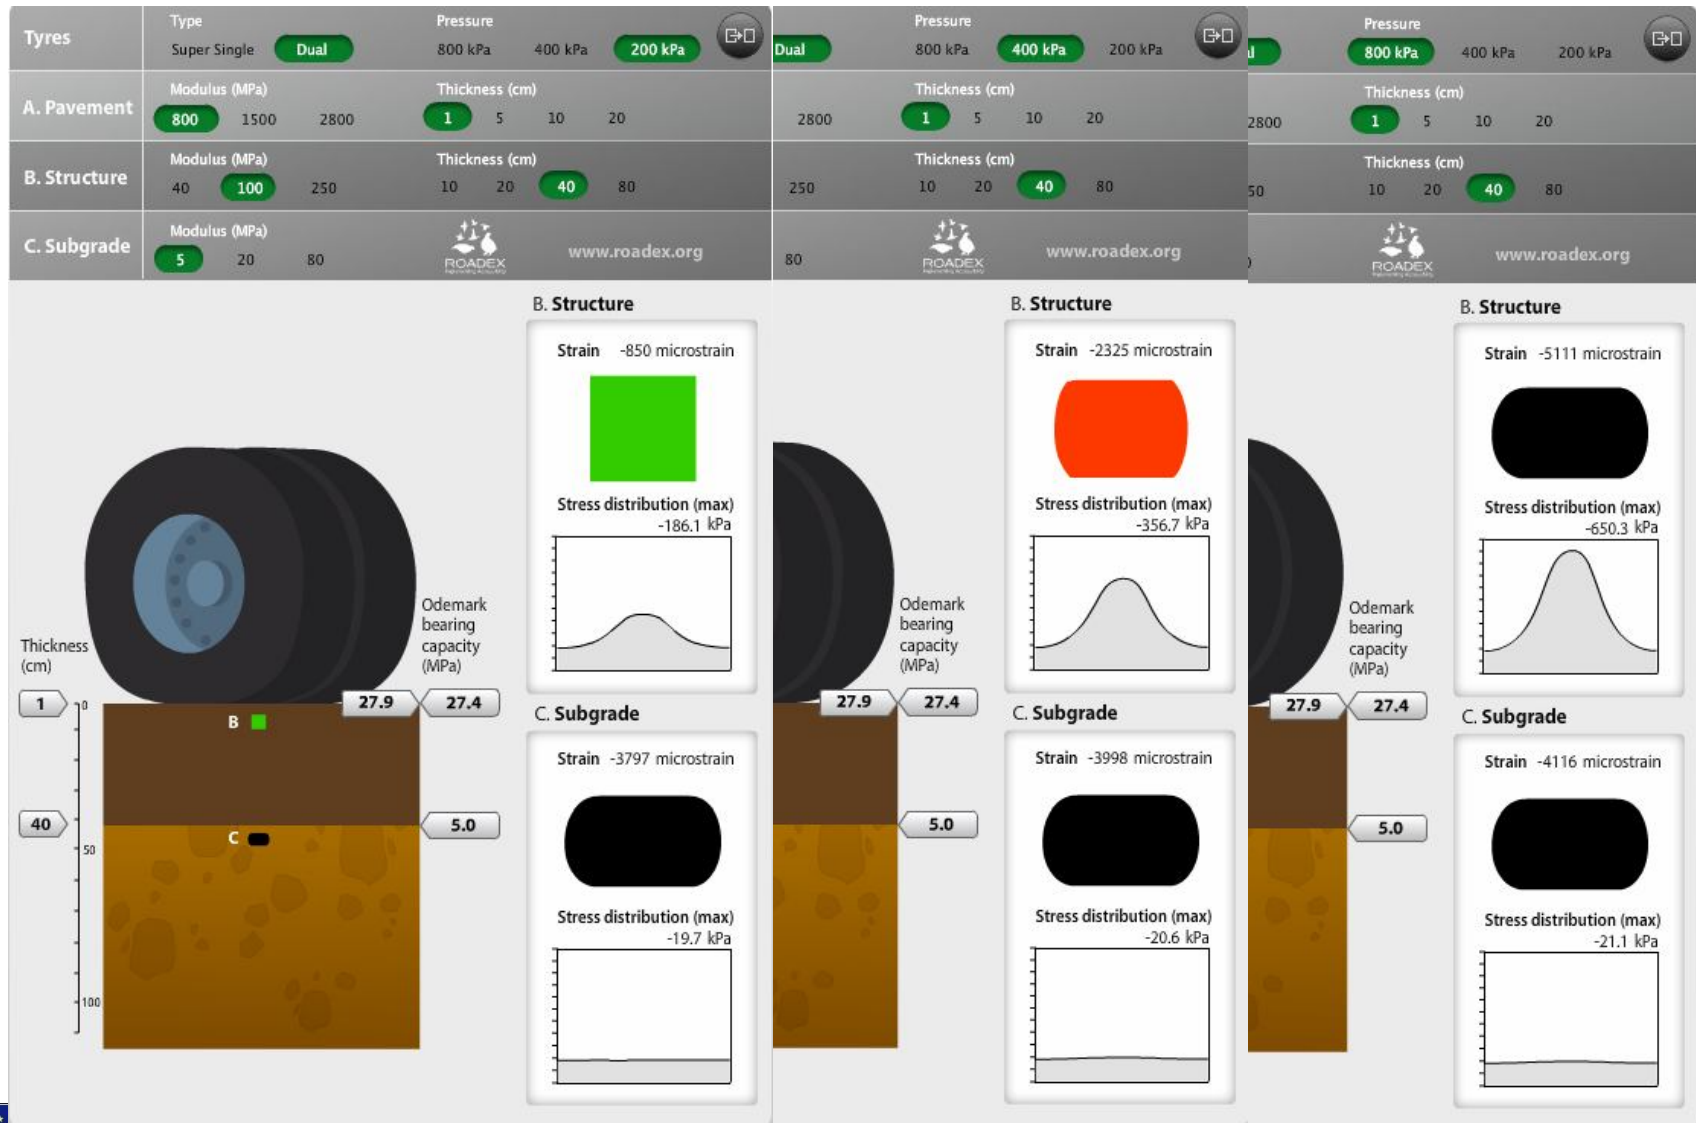 Tyres
Type
Super Single Dual
Pressure
800 kPa 400 kPa 200 kPa
A. Pavement
Modulus (MPa)
800 1500 2800
Thickness (cm)
1 5 10 20
B. Structure
Modulus (MPa)
40 100 250
Thickness (cm)
10 20 40 80
C. Subgrade
Modulus (MPa)
5 20 80
ROADEX
www.roadex.org
B. Structure
Strain -850 microstrain
Stress distribution (max)
-186.1 kPa
Odemark
bearing
capacity
(MPa)
Thickness
(cm)
1
0
27.9 27.4
B
40
5.0
C
50
100
C. Subgrade
Strain -3797 microstrain
Stress distribution (max)
-19.7 kPa
Dual
Pressure
800 kPa 400 kPa 200 kPa
2800
Thickness (cm)
1 5 10 20
250
Thickness (cm)
10 20 40 80
80
ROADEX
www.roadex.org
B. Structure
Strain -2325 microstrain
Stress distribution (max)
-356.7 kPa
Odemark
bearing
capacity
(MPa)
27.9 27.4
5.0
C. Subgrade
Strain -3998 microstrain
Stress distribution (max)
-20.6 kPa
Pressure
800 kPa 400 kPa 200 kPa
2800
Thickness (cm)
1 5 10 20
50
Thickness (cm)
10 20 40 80
ROADEX
www.roadex.org
B. Structure
Strain -5111 microstrain
Stress distribution (max)
-650.3 kPa
Odemark
bearing
capacity
(MPa)
27.9 27.4
5.0
C. Subgrade
Strain -4116 microstrain
Stress distribution (max)
-21.1 kPa